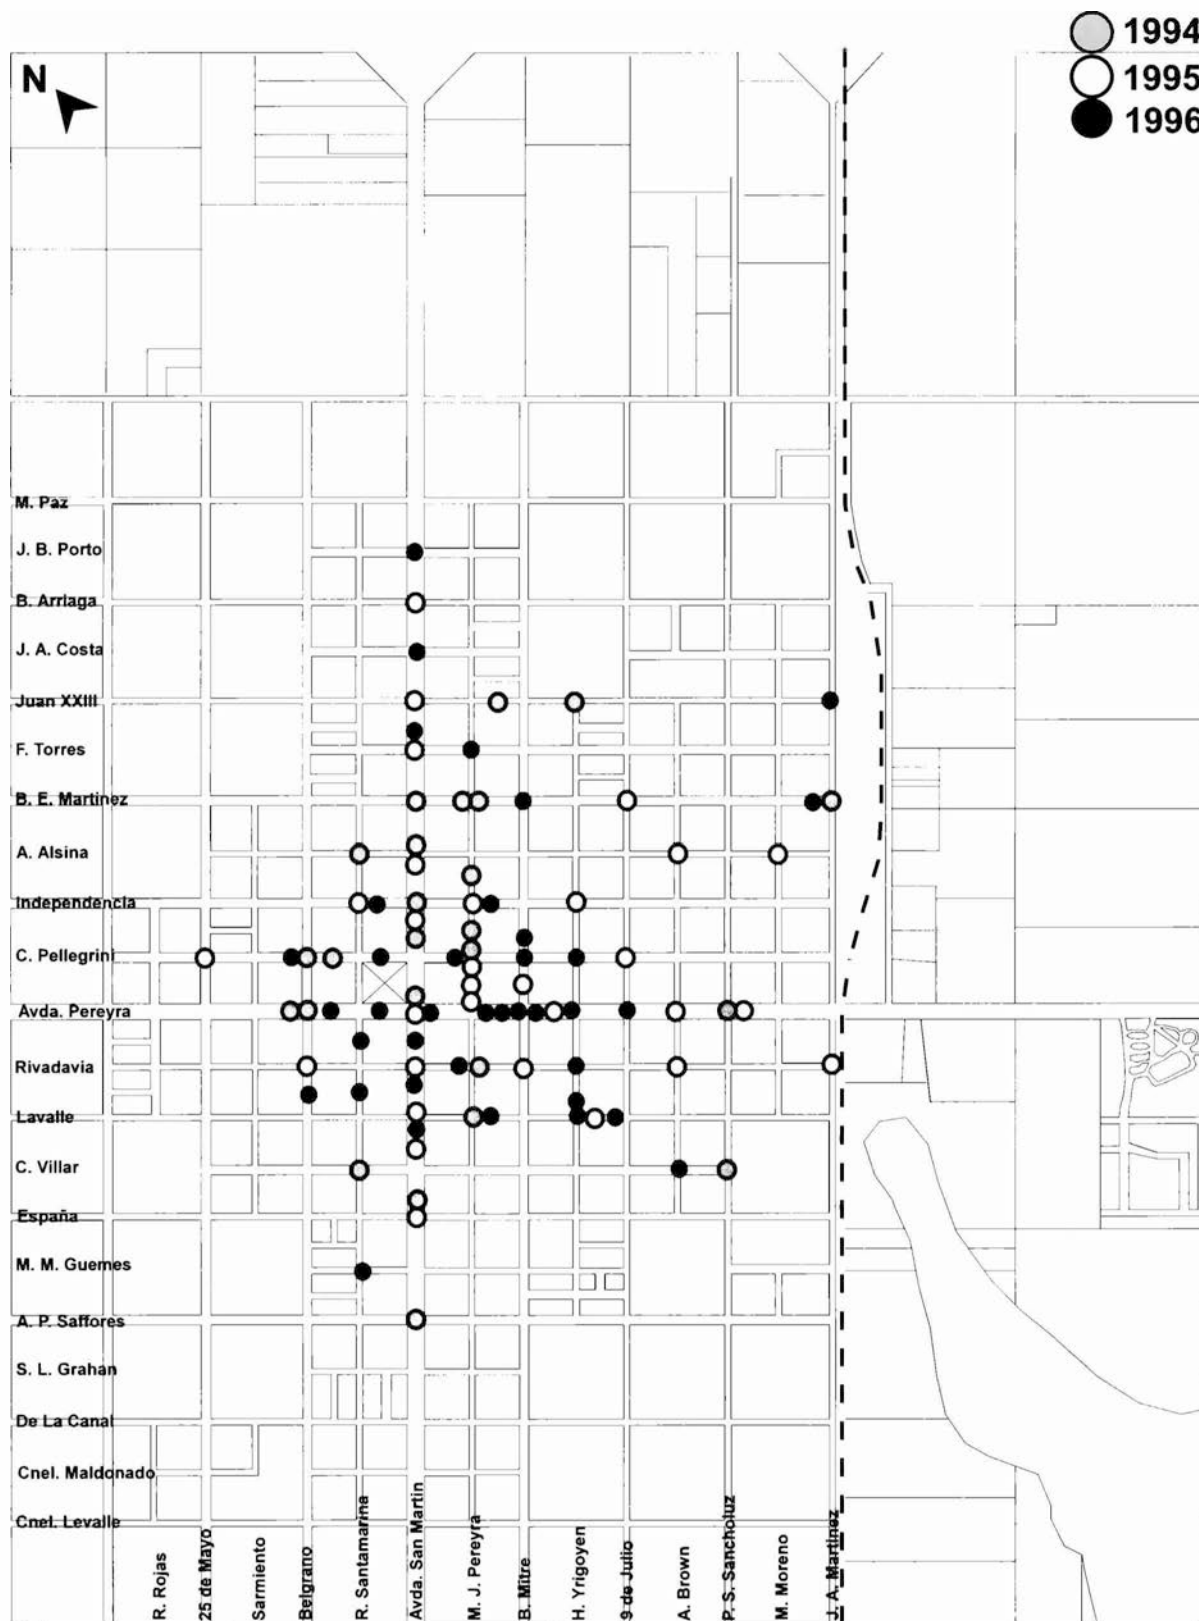 1994
1995
1996
N
M. Paz
J. B. Porto
B. Arriaga
J. A. Costa
Juan XXIII
F. Torres
B. E. Martinez
A. Alsina
Independencia
C. Pellegrini
Avda. Pereyra
Rivadavia
Lavalle
C. Villar
España
M. M. Guemes
A. P. Saffores
S. L. Grahan
De La Canal
Cnel. Maldonado
Cnel. Levalle
R. Rojas
25 de Mayo
Sarmiento
Belgrano
R. Santamarina
Avda. San Martin
M. J. Pereyra
B. Mitre
H. Yrigoyen
9 de Julio
A. Brown
P. S. Sancholuz
M. Moreno
J. A. Martinez